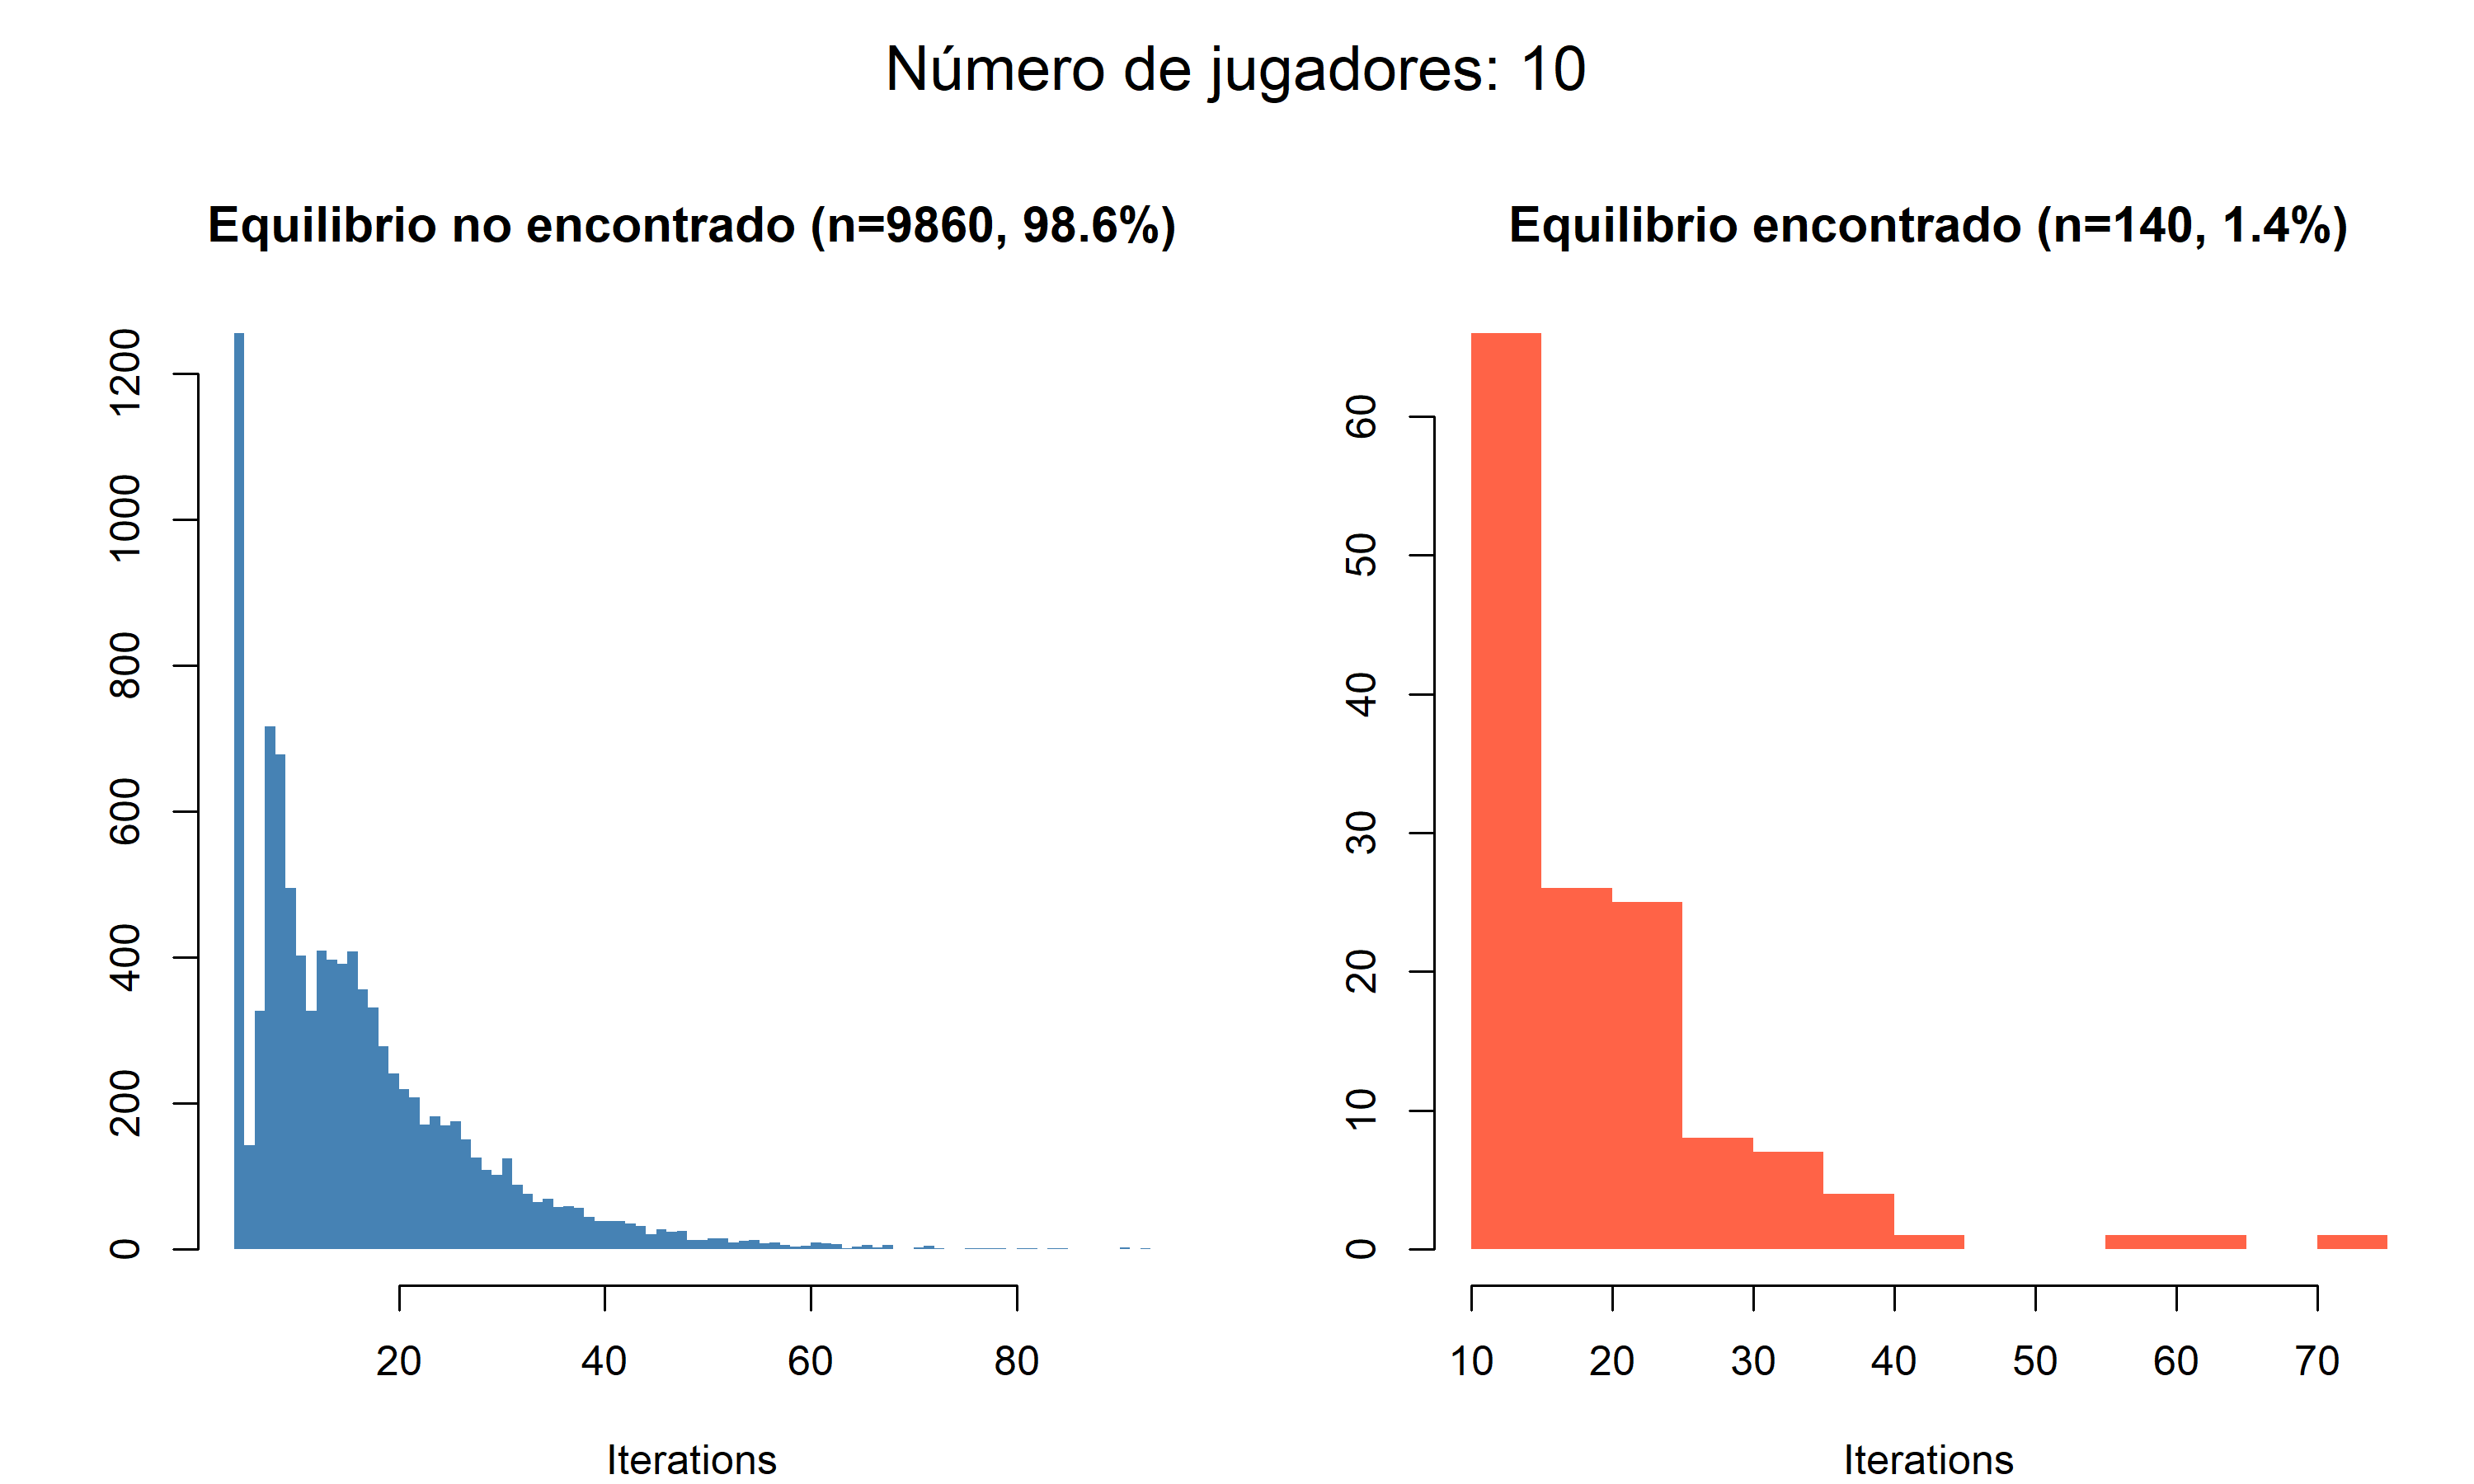 Número de jugadores: 10
Equilibrio no encontrado (n=9860, 98.6%)
1200
1000
800
600
400
200
0
20 40 60 80
Iterations
Equilibrio encontrado (n=140, 1.4%)
60
50
40
30
20
10
0
10 20 30 40 50 60 70
Iterations